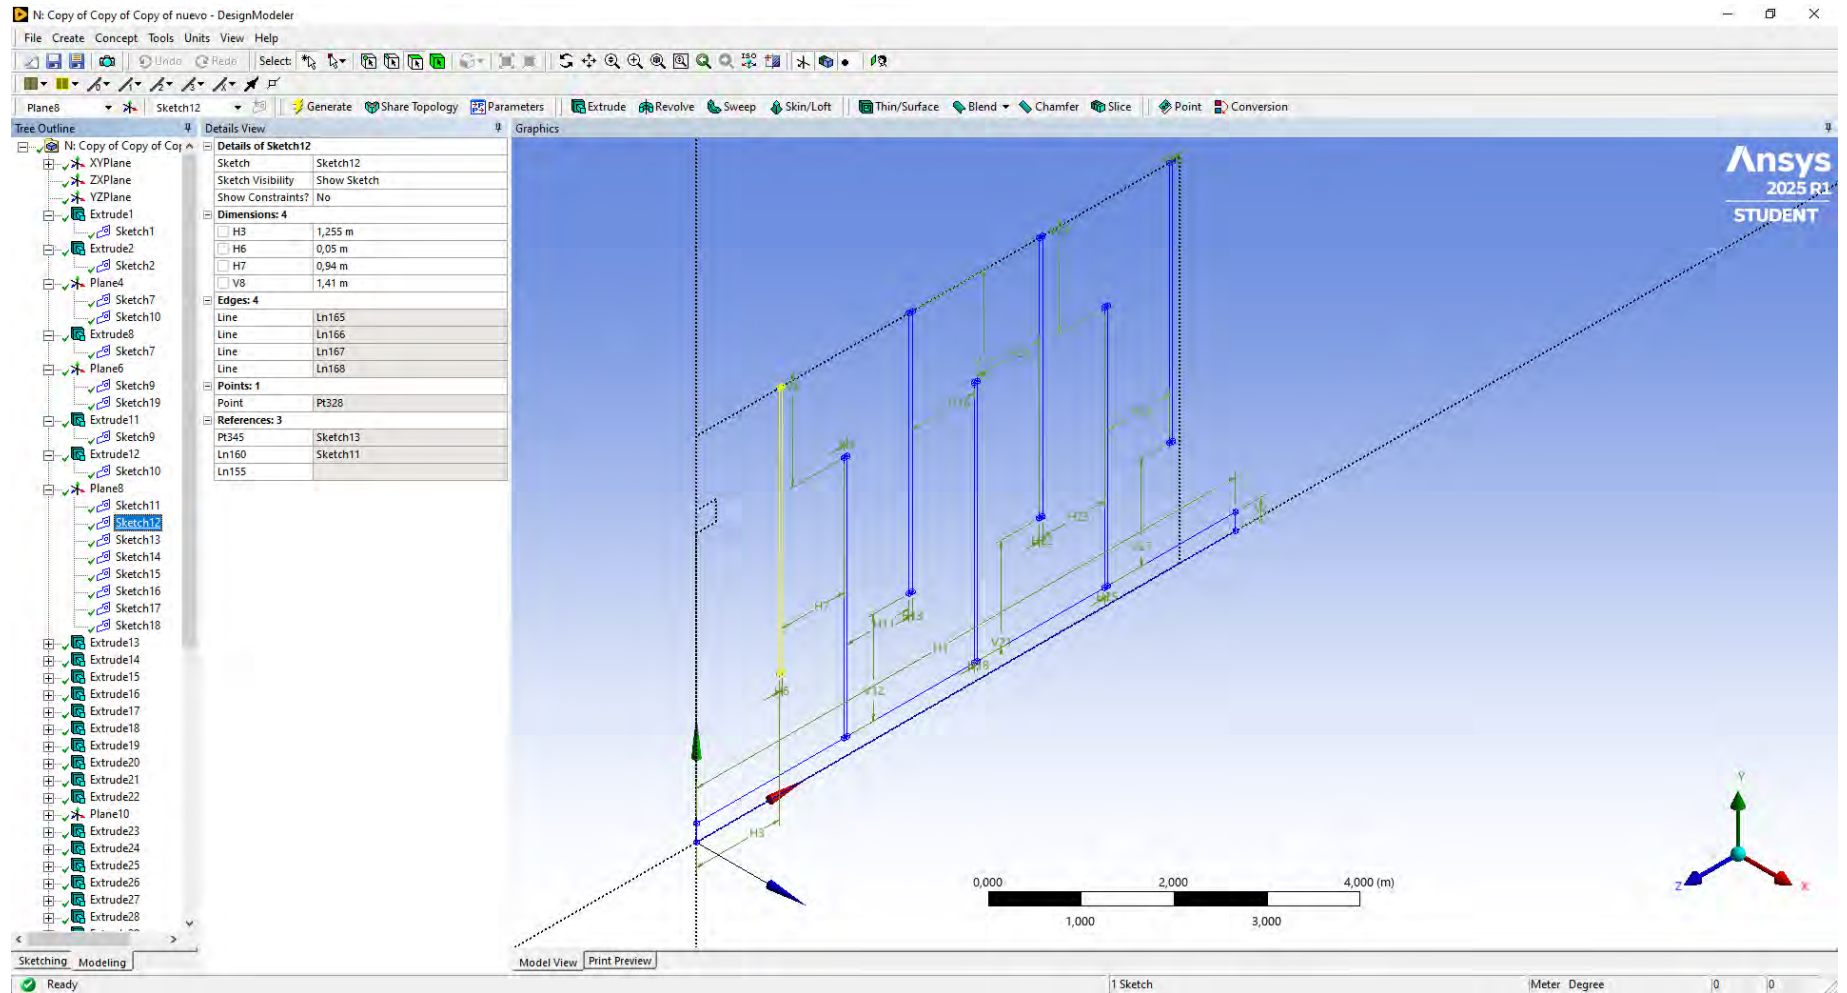 N: Copy of Copy of Copy of nuevo - DesignModeler
File Create Concept Tools Units View Help
Undo Redo Select:
Plane8 Sketch12 Generate Share Topology Parameters Extrude Revolve Sweep Skin/Loft Thin/Surface Blend Chamfer Slice Point Conversion
Tree Outline
N: Copy of Copy of Cop
XYPlane
ZXPlane
YZPlane
Extrude1
Sketch1
Extrude2
Sketch2
Plane4
Sketch7
Sketch10
Extrude8
Sketch7
Plane6
Sketch9
Sketch19
Extrude11
Sketch9
Extrude12
Sketch10
Plane8
Sketch11
Sketch12
Sketch13
Sketch14
Sketch15
Sketch16
Sketch17
Sketch18
Extrude13
Extrude14
Extrude15
Extrude16
Extrude17
Extrude18
Extrude19
Extrude20
Extrude21
Extrude22
Plane10
Extrude23
Extrude24
Extrude25
Extrude26
Extrude27
Extrude28
Sketching Modeling
Details View
Details of Sketch12
Sketch Sketch12
Sketch Visibility Show Sketch
Show Constraints? No
Dimensions: 4
H3 1,255 m
H6 0,05 m
H7 0,94 m
V8 1,41 m
Edges: 4
Line Ln165
Line Ln166
Line Ln167
Line Ln168
Points: 1
Point Pt328
References: 3
Pt345 Sketch13
Ln160 Sketch11
Ln155
Graphics
Ansys
2025 R1
STUDENT
H7
H11
H23
V21
V12
H1
H3
0,000 2,000 4,000 (m)
1,000 3,000
Y
Z X
Model View Print Preview
Ready 1 Sketch Meter Degree 0 0